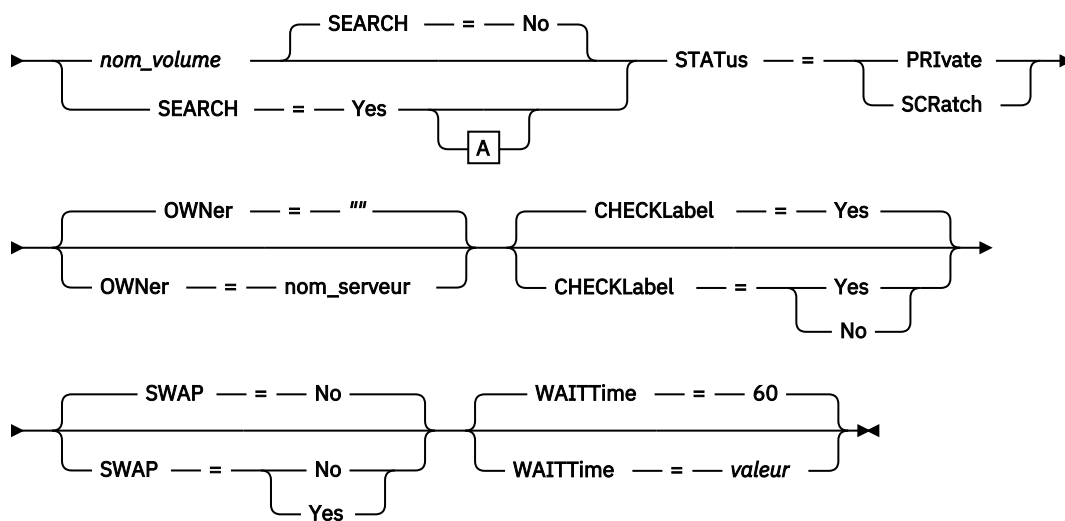 SEARCH = No
nom_volume STATus = PRIvate
SEARCH = Yes SCRatch
A
OWNer = "" CHECKLabel = Yes
OWNer = nom_serveur CHECKLabel = Yes
No
SWAP = No WAITTime = 60
SWAP = No WAITTime = valeur
Yes